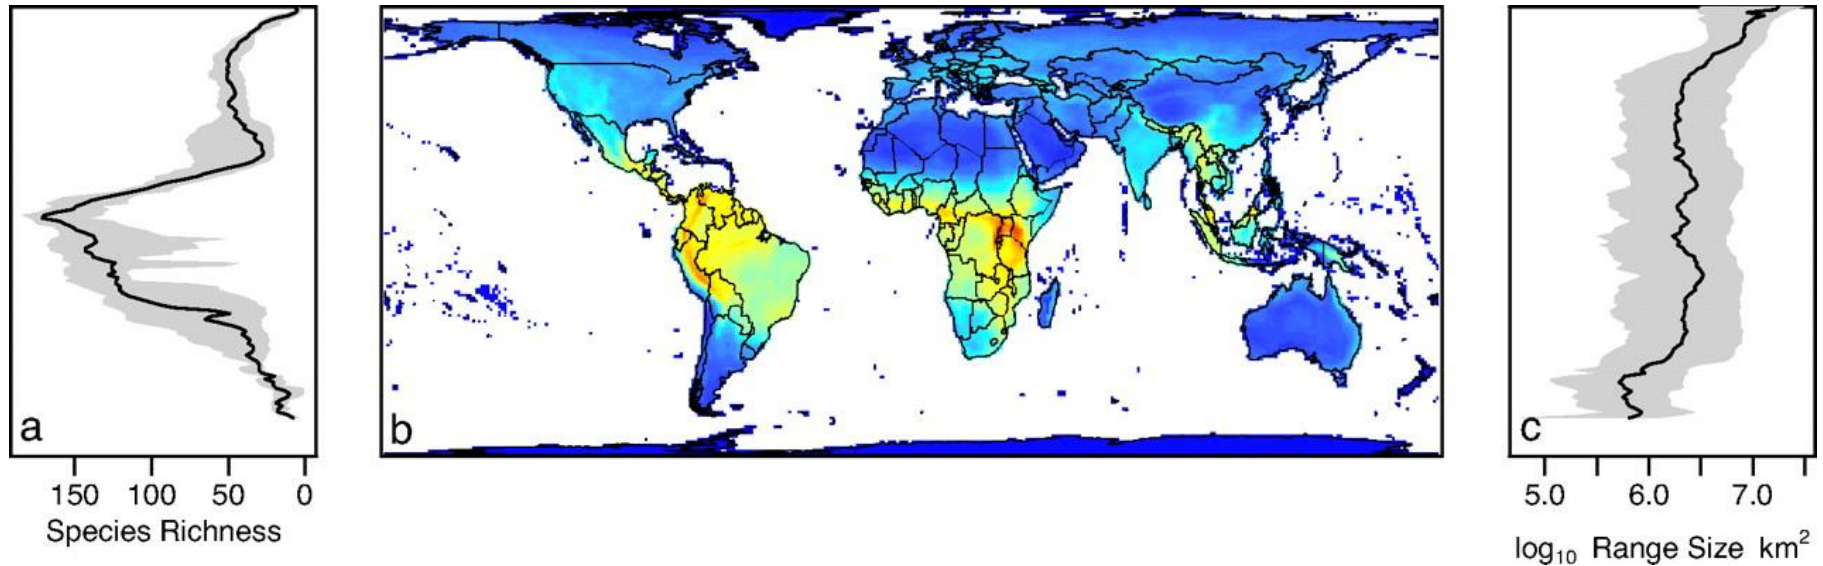 a
150 100 50 0
Species Richness
b
c
5.0 6.0 7.0
log₁₀ Range Size km²